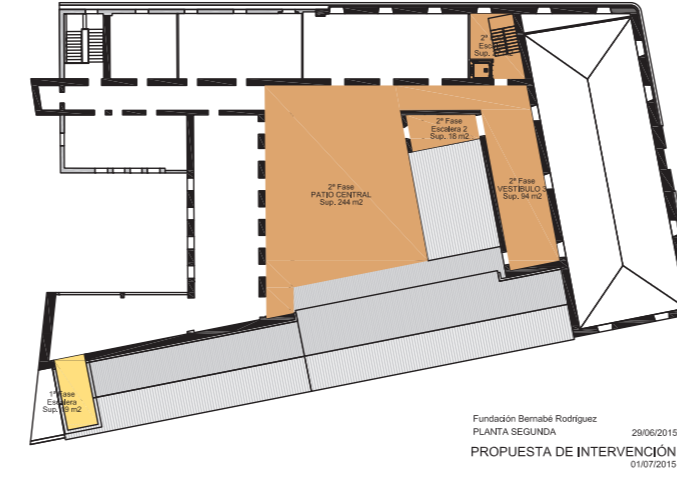 2ª
Esc
Sup.
2ª Fase
Escalera 2
Sup. 18 m2
2ª Fase
PATIO CENTRAL
Sup. 244 m2
2ª Fase
VESTÍBULO 3
Sup. 94 m2
1ª Fase
Escalera
Sup. 19 m2
Fundación Bernabé Rodríguez
PLANTA SEGUNDA 29/06/2015
PROPUESTA DE INTERVENCIÓN
01/07/2015